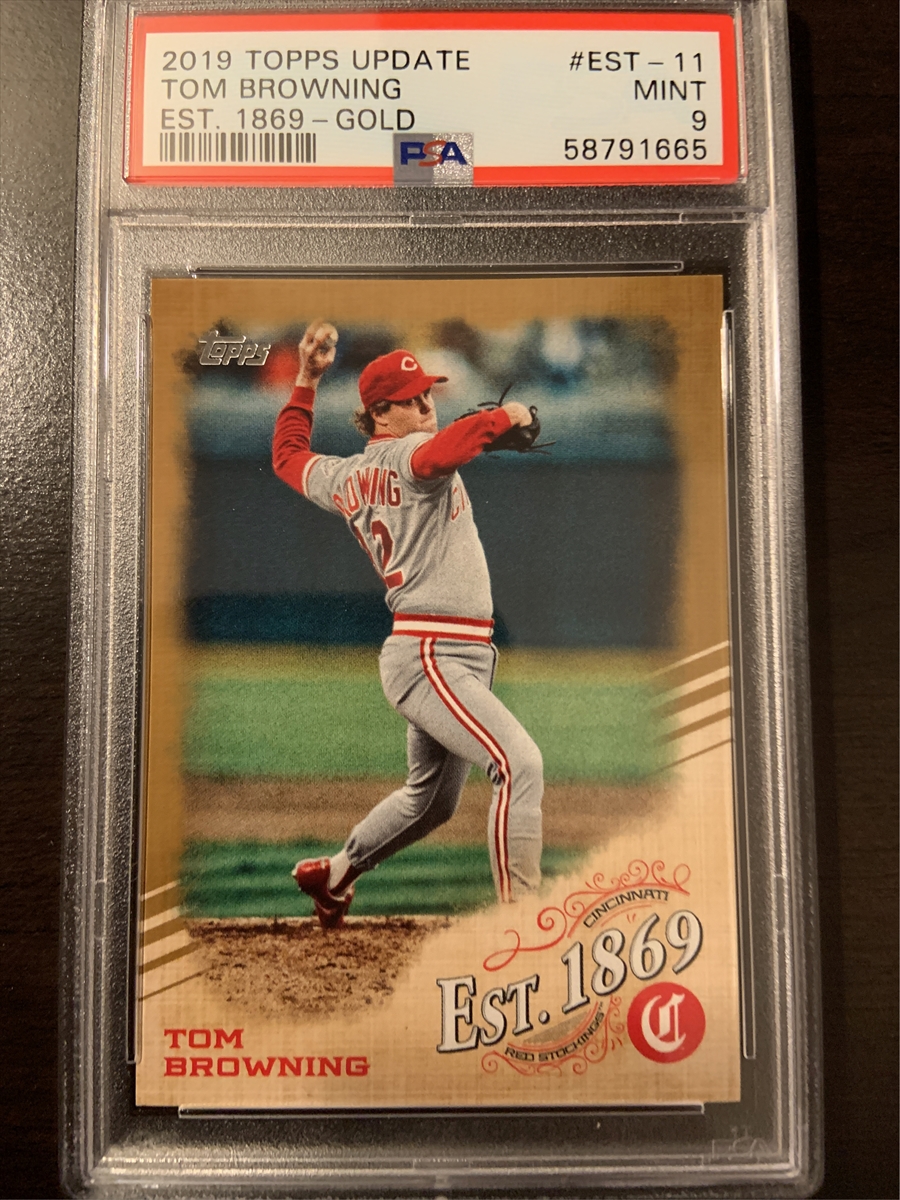 2019 TOPPS UPDATE #EST-11
TOM BROWNING MINT
EST. 1869-GOLD 9
PSA 58791665
TOPPS
C
BROWNING
32
CINCINNATI
EST. 1869
RED STOCKINGS
C
TOM
BROWNING